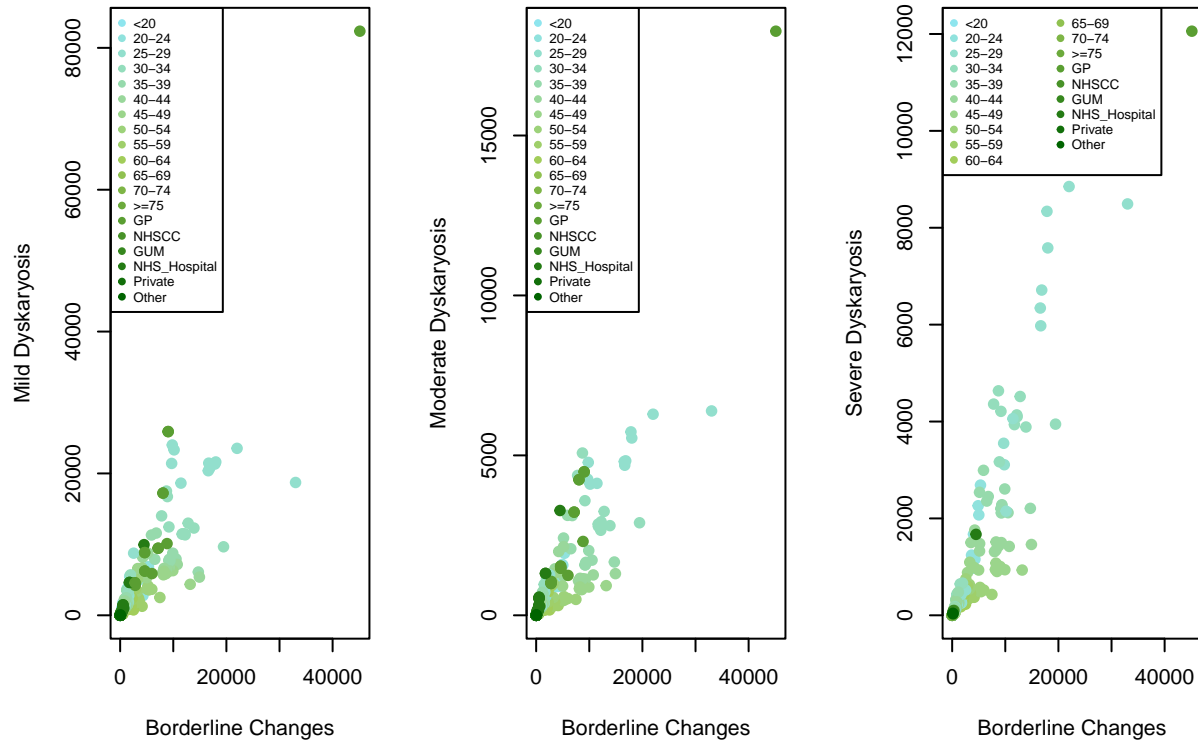 Mild Dyskaryosis
0
20000
40000
60000
80000
<20
20−24
25−29
30−34
35−39
40−44
45−49
50−54
55−59
60−64
65−69
70−74
>=75
GP
NHSCC
GUM
NHS_Hospital
Private
Other
0
20000
40000
Borderline Changes
Moderate Dyskaryosis
0
5000
10000
15000
<20
20−24
25−29
30−34
35−39
40−44
45−49
50−54
55−59
60−64
65−69
70−74
>=75
GP
NHSCC
GUM
NHS_Hospital
Private
Other
0
20000
40000
Borderline Changes
Severe Dyskaryosis
0
2000
4000
6000
8000
10000
12000
<20
20−24
25−29
30−34
35−39
40−44
45−49
50−54
55−59
60−64
65−69
70−74
>=75
GP
NHSCC
GUM
NHS_Hospital
Private
Other
0
20000
40000
Borderline Changes